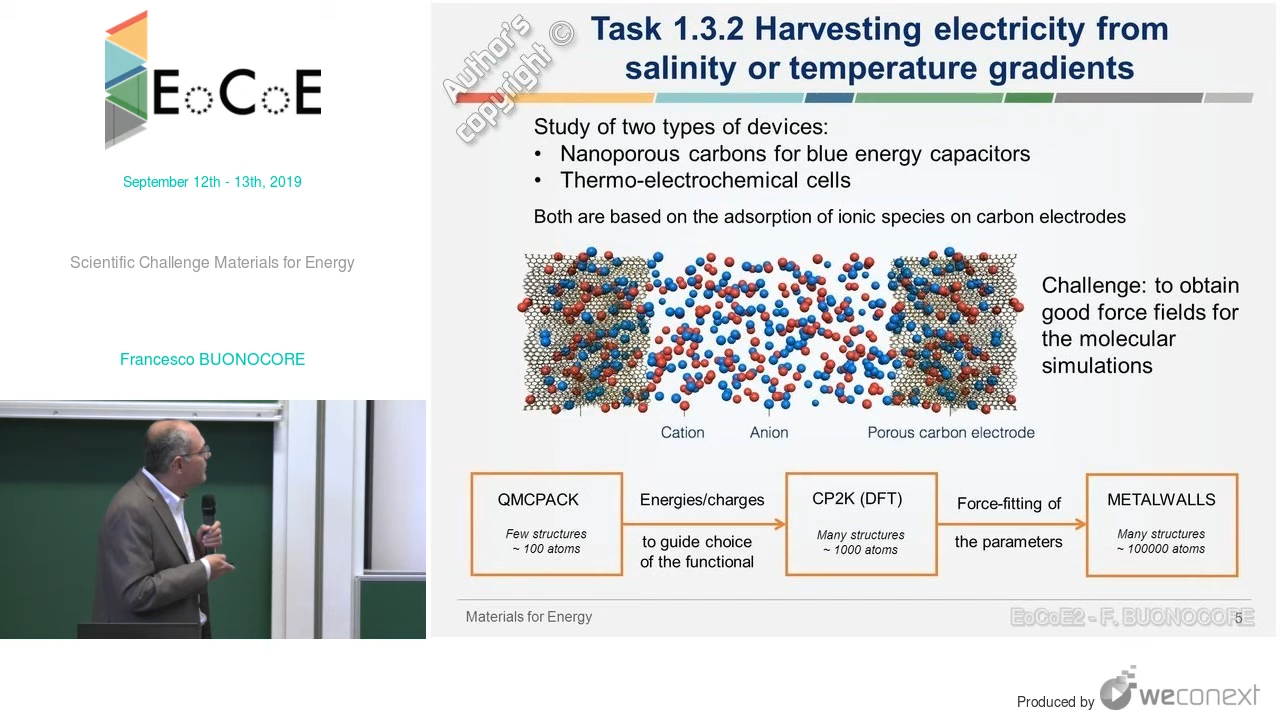 EoCoE
September 12th - 13th, 2019
Scientific Challenge Materials for Energy
Francesco BUONOCORE
Author's
copyright ©
Task 1.3.2 Harvesting electricity from
salinity or temperature gradients
Study of two types of devices:
• Nanoporous carbons for blue energy capacitors
• Thermo-electrochemical cells
Both are based on the adsorption of ionic species on carbon electrodes
Challenge: to obtain
good force fields for
the molecular
simulations
Cation
Anion
Porous carbon electrode
QMCPACK
Few structures
~ 100 atoms
Energies/charges
to guide choice
of the functional
CP2K (DFT)
Many structures
~ 1000 atoms
Force-fitting of
the parameters
METALWALLS
Many structures
~ 100000 atoms
Materials for Energy
EoCoE2 - F. BUONOCORE
5
Produced by
weconext